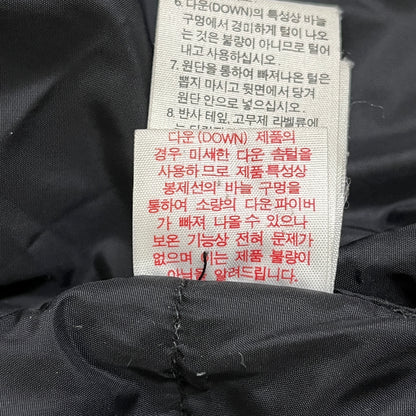 6. 다운(DOWN)의 특성상 바늘
구멍에서 경미하게 털이 나오
는 것은 불량이 아니므로 털어
내고 사용하십시오.
7. 원단을 통하여 빠져나온 털은
뽑지 마시고 뒷면에서 당겨
원단 안으로 넣으십시오.
8. 반사 테잎, 고무제 라벨류에
다운(DOWN) 제품의
경우 미세한 다운 솜털을
사용하 므로 제품 특성상
봉제선의 바늘 구멍을
통하여 소량의 다운 파이버
가 빠져 나올 수 있으나
보온 기능상 전혀 문제가
없으며 이는 제품 불량이
아님을 알려드립니다.